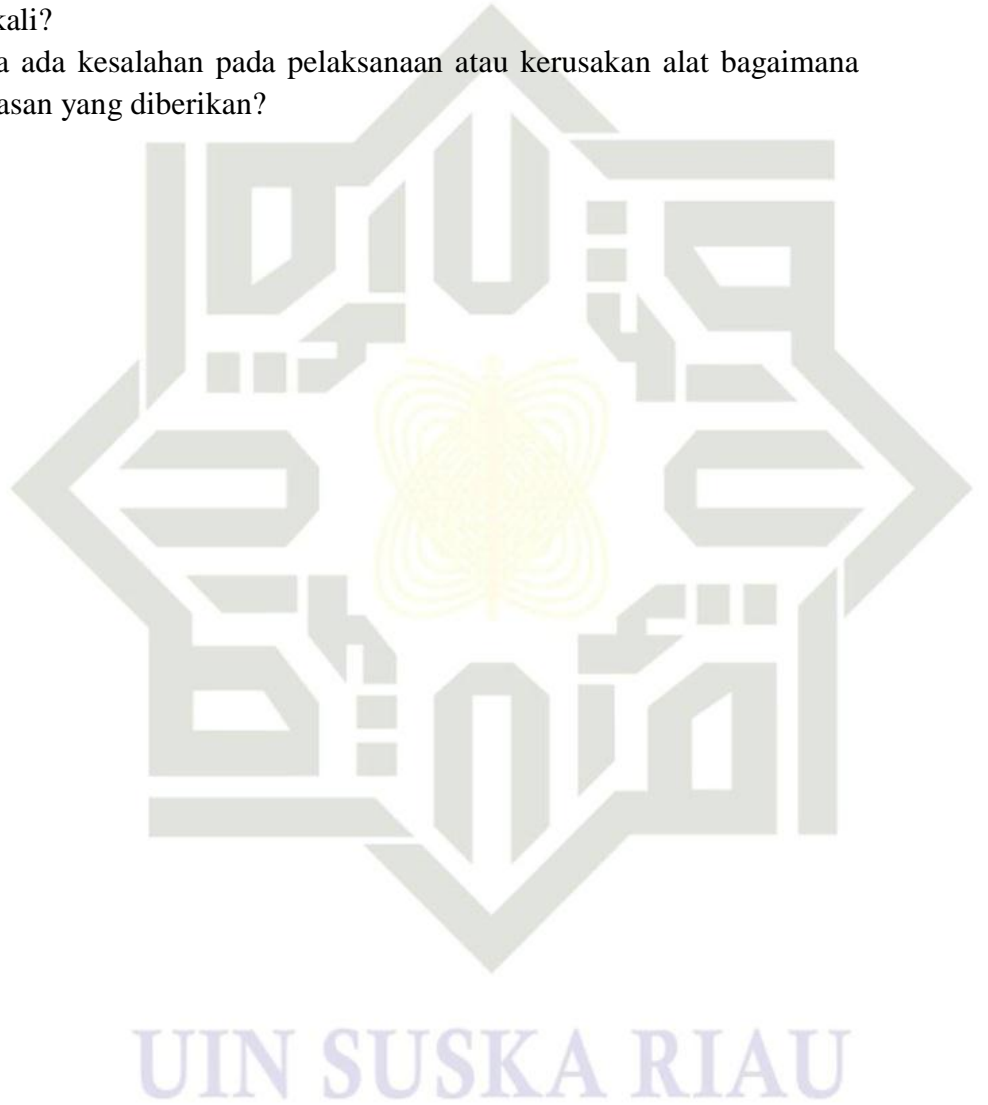 kali?
a ada kesalahan pada pelaksanaan atau kerusakan alat bagaimana
asan yang diberikan?
UIN SUSKA RIAU